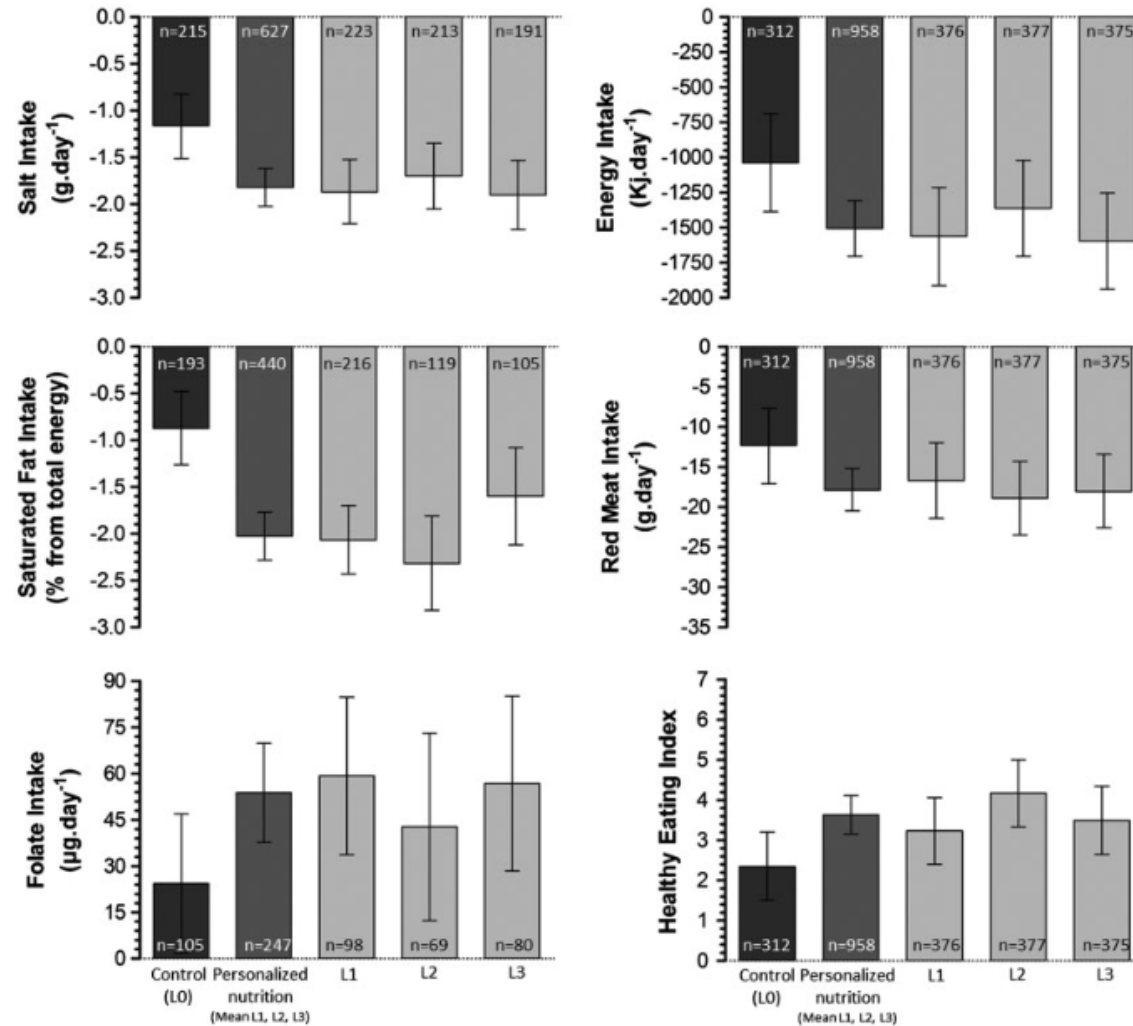 Salt Intake
(g.day⁻¹)
0.0
-0.5
-1.0
-1.5
-2.0
-2.5
-3.0
n=215
n=627
n=223
n=213
n=191
Energy Intake
(Kj.day⁻¹)
0
-250
-500
-750
-1000
-1250
-1500
-1750
-2000
n=312
n=958
n=376
n=377
n=375
Saturated Fat Intake
(% from total energy)
0.0
-0.5
-1.0
-1.5
-2.0
-2.5
-3.0
n=193
n=440
n=216
n=119
n=105
Red Meat Intake
(g.day⁻¹)
0
-5
-10
-15
-20
-25
-30
-35
n=312
n=958
n=376
n=377
n=375
Folate Intake
(µg.day⁻¹)
90
75
60
45
30
15
0
n=105
n=247
n=98
n=69
n=80
Control
(L0)
Personalized
nutrition
(Mean L1, L2, L3)
L1
L2
L3
Healthy Eating Index
7
6
5
4
3
2
1
0
n=312
n=958
n=376
n=377
n=375
Control
(L0)
Personalized
nutrition
(Mean L1, L2, L3)
L1
L2
L3